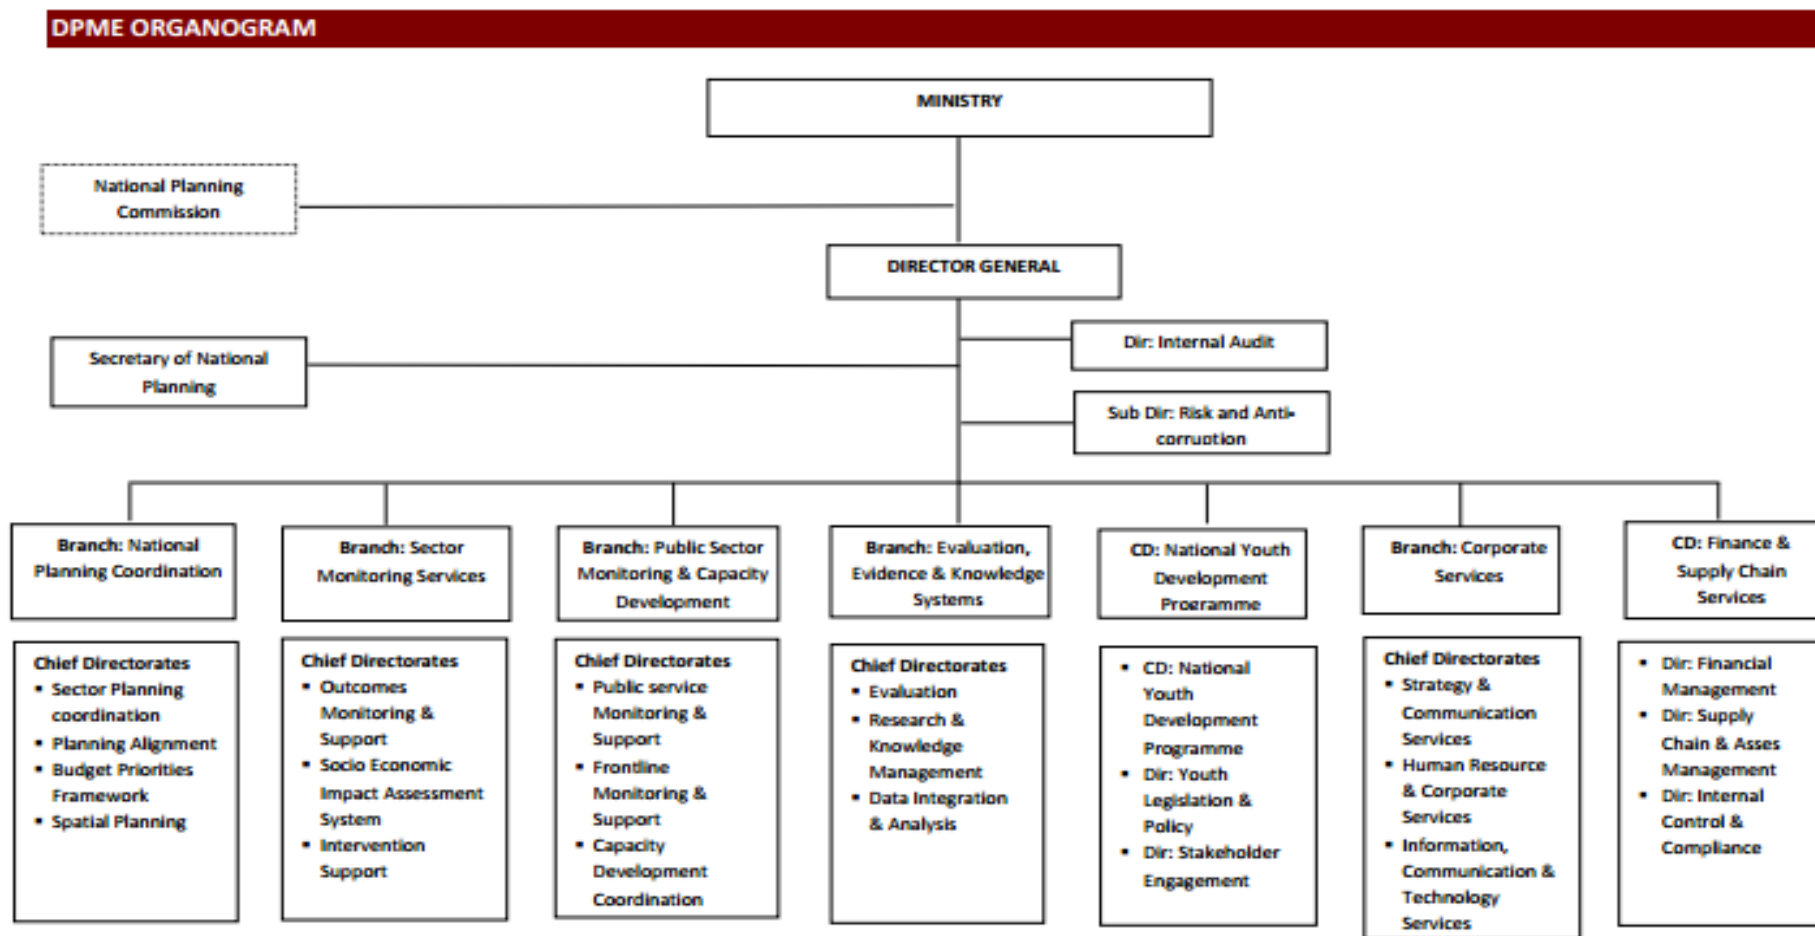 DPME ORGANOGRAM
MINISTRY
National Planning
Commission
DIRECTOR GENERAL
Secretary of National
Planning
Dir: Internal Audit
Sub Dir: Risk and Anti-
corruption
Branch: National
Planning Coordination
Branch: Sector
Monitoring Services
Branch: Public Sector
Monitoring & Capacity
Development
Branch: Evaluation,
Evidence & Knowledge
Systems
CD: National Youth
Development
Programme
Branch: Corporate
Services
CD: Finance &
Supply Chain
Services
Chief Directorates
▪ Sector Planning
coordination
▪ Planning Alignment
▪ Budget Priorities
Framework
▪ Spatial Planning
Chief Directorates
▪ Outcomes
Monitoring &
Support
▪ Socio Economic
Impact Assessment
System
▪ Intervention
Support
Chief Directorates
▪ Public service
Monitoring &
Support
▪ Frontline
Monitoring &
Support
▪ Capacity
Development
Coordination
Chief Directorates
▪ Evaluation
▪ Research &
Knowledge
Management
▪ Data Integration
& Analysis
▪ CD: National
Youth
Development
Programme
▪ Dir: Youth
Legislation &
Policy
▪ Dir: Stakeholder
Engagement
Chief Directorates
▪ Strategy &
Communication
Services
▪ Human Resource
& Corporate
Services
▪ Information,
Communication &
Technology
Services
▪ Dir: Financial
Management
▪ Dir: Supply
Chain & Asses
Management
▪ Dir: Internal
Control &
Compliance